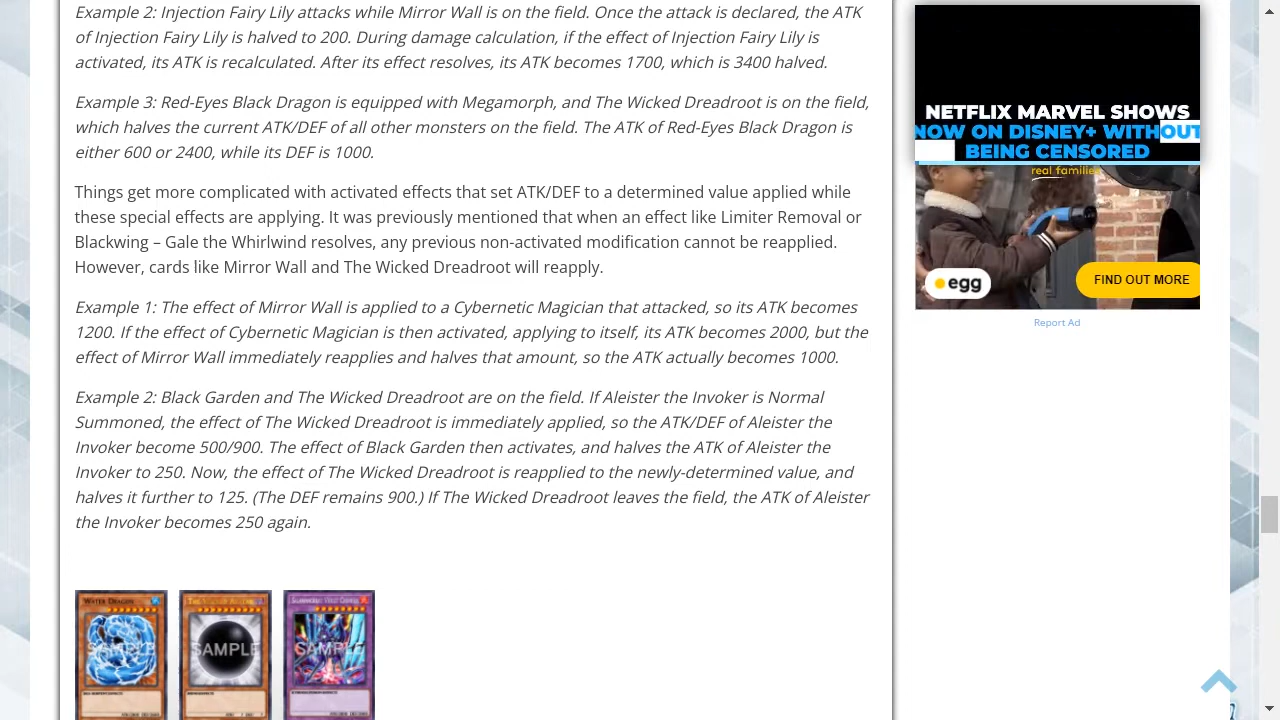 Example 2: Injection Fairy Lily attacks while Mirror Wall is on the field. Once the attack is declared, the ATK
of Injection Fairy Lily is halved to 200. During damage calculation, if the effect of Injection Fairy Lily is
activated, its ATK is recalculated. After its effect resolves, its ATK becomes 1700, which is 3400 halved.
Example 3: Red-Eyes Black Dragon is equipped with Megamorph, and The Wicked Dreadroot is on the field,
which halves the current ATK/DEF of all other monsters on the field. The ATK of Red-Eyes Black Dragon is
either 600 or 2400, while its DEF is 1000.
Things get more complicated with activated effects that set ATK/DEF to a determined value applied while
these special effects are applying. It was previously mentioned that when an effect like Limiter Removal or
Blackwing – Gale the Whirlwind resolves, any previous non-activated modification cannot be reapplied.
However, cards like Mirror Wall and The Wicked Dreadroot will reapply.
Example 1: The effect of Mirror Wall is applied to a Cybernetic Magician that attacked, so its ATK becomes
1200. If the effect of Cybernetic Magician is then activated, applying to itself, its ATK becomes 2000, but the
effect of Mirror Wall immediately reapplies and halves that amount, so the ATK actually becomes 1000.
Example 2: Black Garden and The Wicked Dreadroot are on the field. If Aleister the Invoker is Normal
Summoned, the effect of The Wicked Dreadroot is immediately applied, so the ATK/DEF of Aleister the
Invoker become 500/900. The effect of Black Garden then activates, and halves the ATK of Aleister the
Invoker to 250. Now, the effect of The Wicked Dreadroot is reapplied to the newly-determined value, and
halves it further to 125. (The DEF remains 900.) If The Wicked Dreadroot leaves the field, the ATK of Aleister
the Invoker becomes 250 again.
Water Dragon
SAMPLE
SAMPLE
SAMPLE
NETFLIX MARVEL SHOWS
NOW ON DISNEY+ WITHOUT
BEING CENSORED
real families
egg
FIND OUT MORE
Report Ad